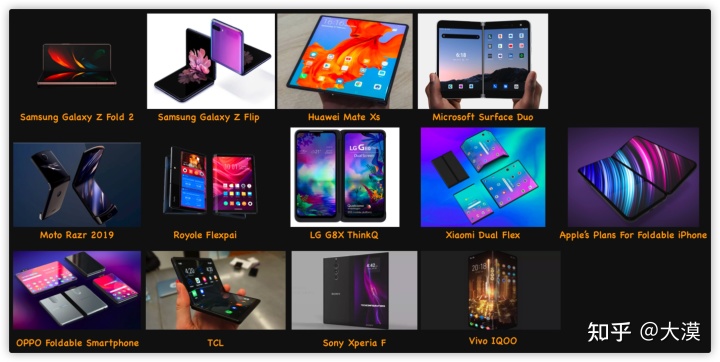 Samsung Galaxy Z Fold 2
Samsung Galaxy Z Flip
Huawei Mate Xs
Microsoft Surface Duo
Moto Razr 2019
Royole Flexpai
LG G8X ThinkQ
Xiaomi Dual Flex
Apple's Plans For Foldable iPhone
OPPO Foldable Smartphone
TCL
Sony Xperia F
Vivo IQOO
知乎 @大漠